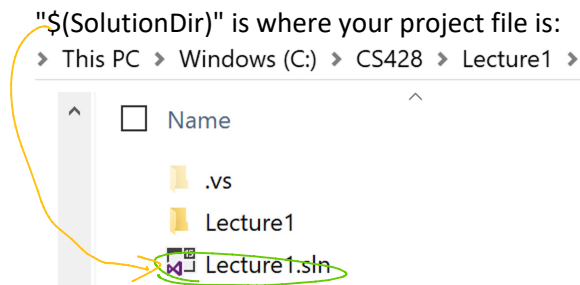 "$(SolutionDir)" is where your project file is:
> This PC > Windows (C:) > CS428 > Lecture1 >
Name
.vs
Lecture1
Lecture1.sln